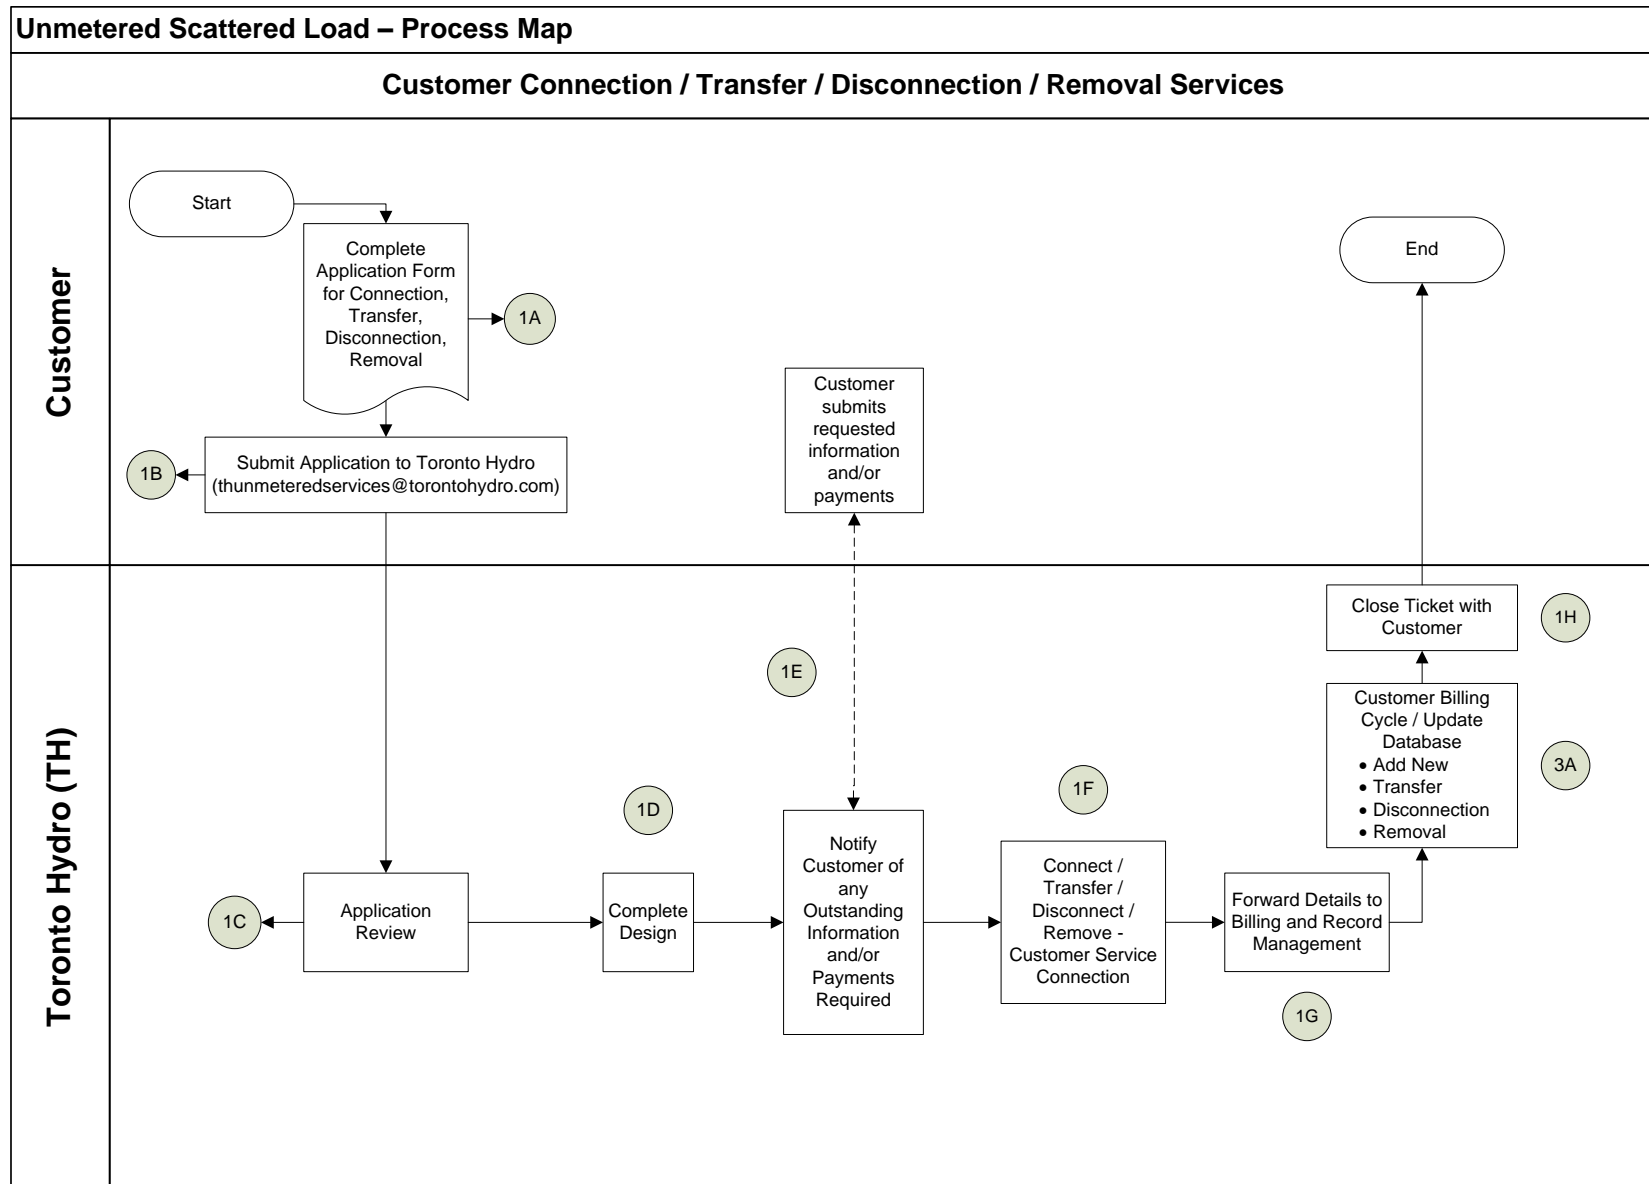 Unmetered Scattered Load – Process Map
Customer Connection / Transfer / Disconnection / Removal Services
Customer
Start
Complete
Application Form
for Connection,
Transfer,
Disconnection,
Removal
1A
1B
Submit Application to Toronto Hydro
(thunmeteredservices@torontohydro.com)
Customer
submits
requested
information
and/or
payments
End
Toronto Hydro (TH)
1C
Application
Review
1D
Complete
Design
1E
Notify
Customer of
any
Outstanding
Information
and/or
Payments
Required
1F
Connect /
Transfer /
Disconnect /
Remove -
Customer Service
Connection
Forward Details to
Billing and Record
Management
1G
Customer Billing
Cycle / Update
Database
• Add New
• Transfer
• Disconnection
• Removal
3A
Close Ticket with
Customer
1H